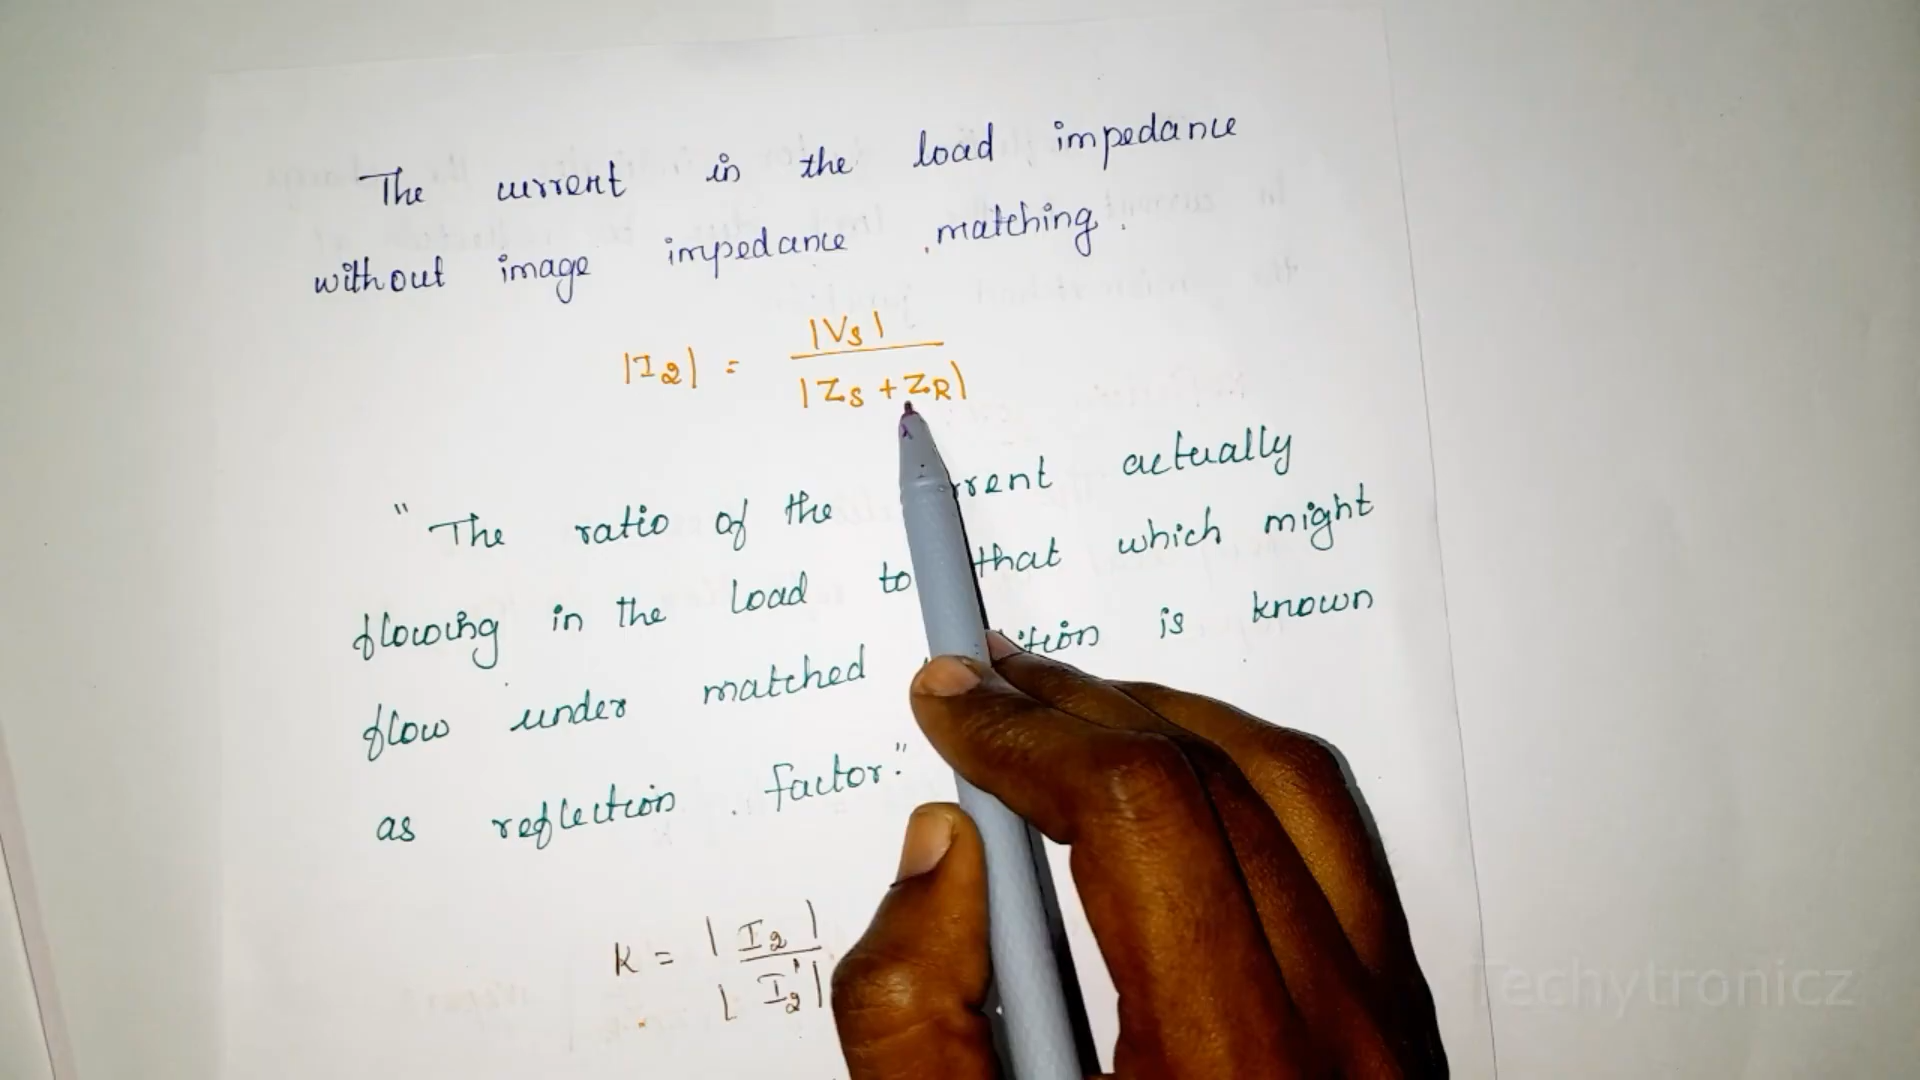 The current in the load impedance
without image impedance matching.
|I2| = |VS| / |ZS + ZR|
"The ratio of the actually
flowing in the load to that which might
flow under matched is known
as reflection factor."
K = |I2 / I2'|
Techytronicz